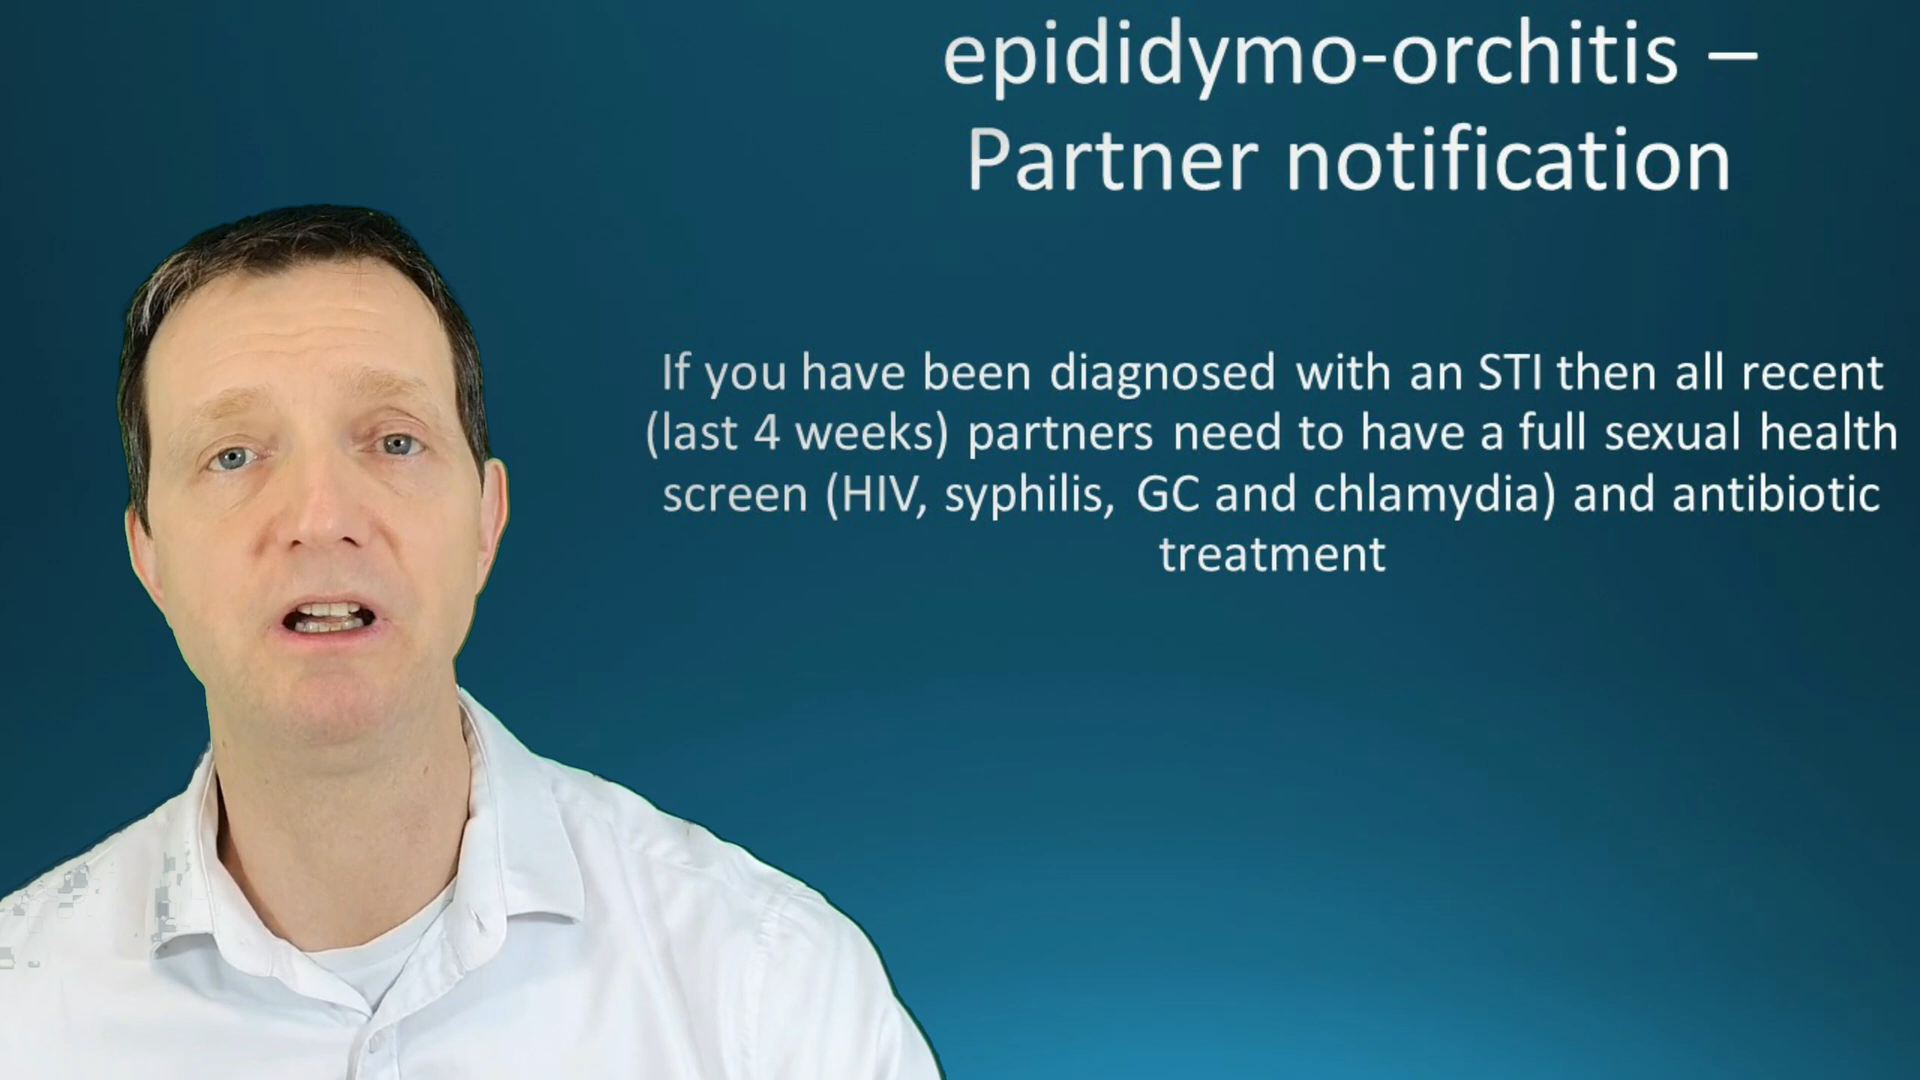 epididymo-orchitis –
Partner notification
If you have been diagnosed with an STI then all recent
(last 4 weeks) partners need to have a full sexual health
screen (HIV, syphilis, GC and chlamydia) and antibiotic
treatment